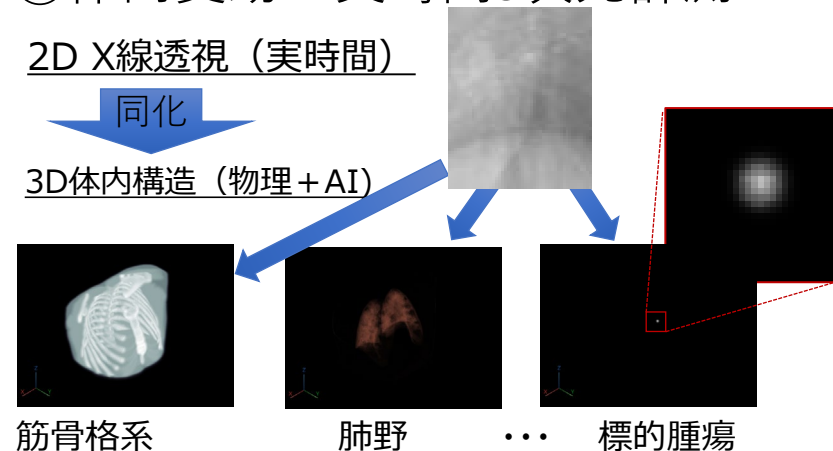 2D X線透視（実時間）
同化
3D体内構造（物理＋AI)
筋骨格系
肺野
・・・
標的腫瘍